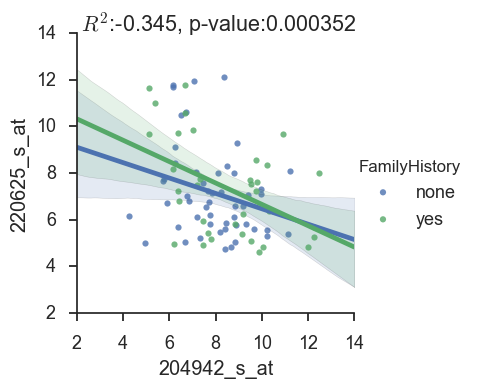 R²:-0.345, p-value:0.000352
14
12
10
8
6
4
2
220625_s_at
2 4 6 8 10 12 14
204942_s_at
FamilyHistory
none
yes